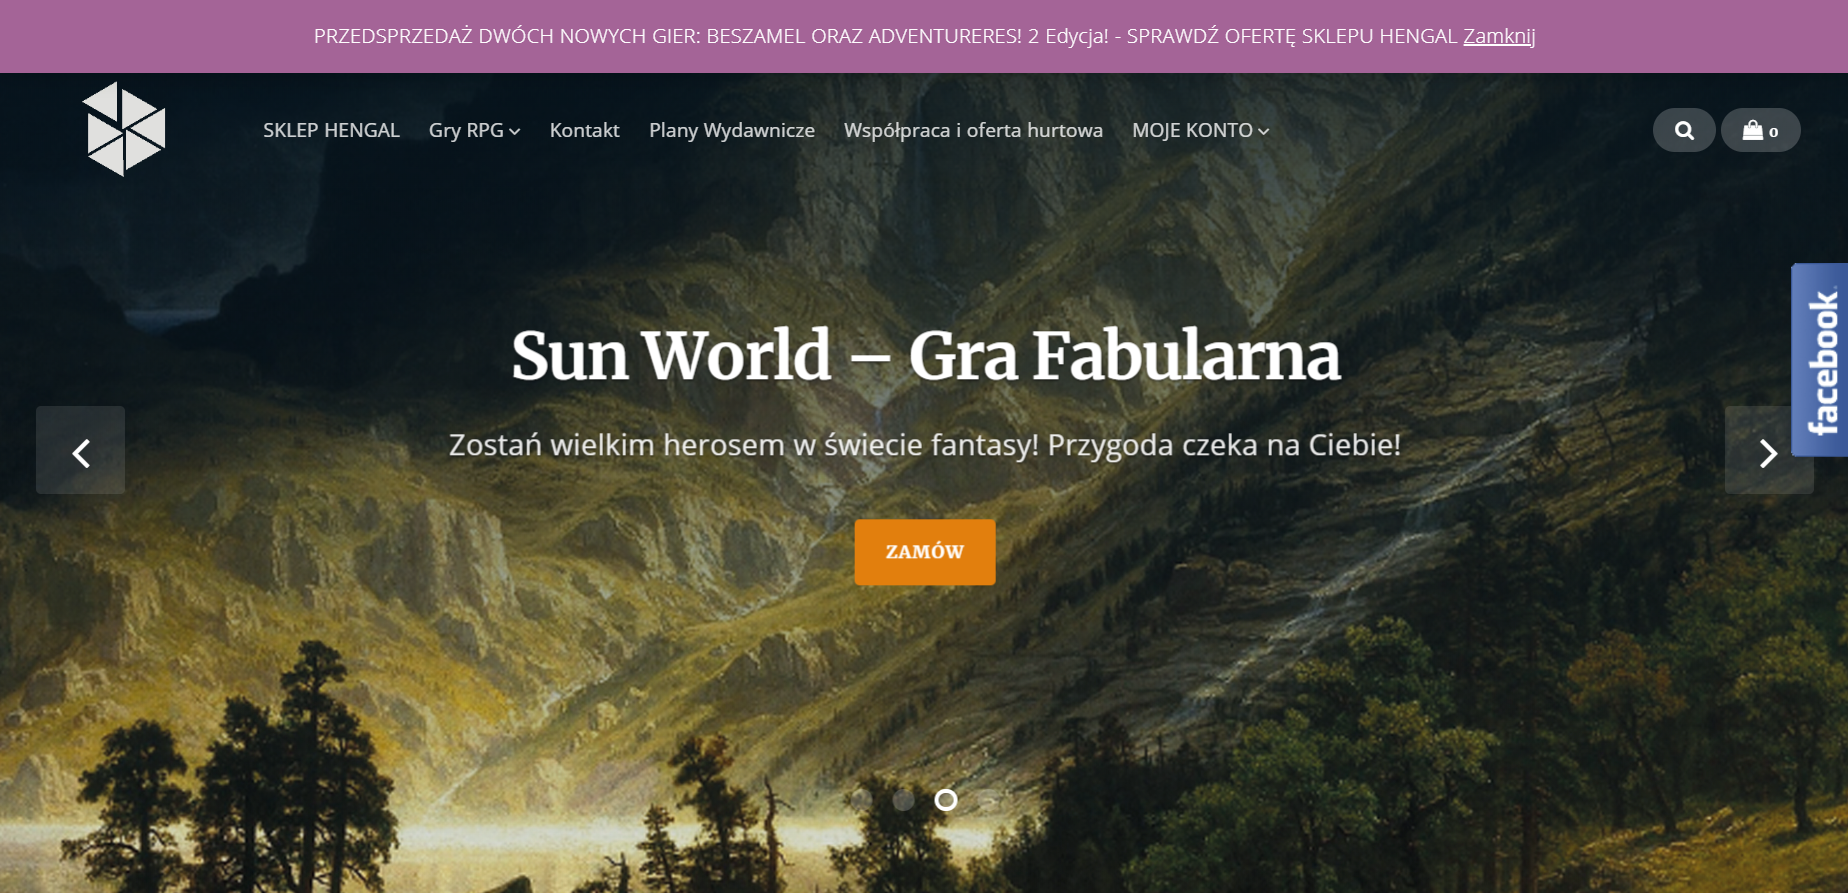 PRZEDSPRZEDAŻ DWÓCH NOWYCH GIER: BESZAMEL ORAZ ADVENTURERES! 2 Edycja! - SPRAWDŹ OFERTĘ SKLEPU HENGAL Zamknij
SKLEP HENGAL Gry RPG Kontakt Plany Wydawnicze Współpraca i oferta hurtowa MOJE KONTO 0
facebook
Sun World – Gra Fabularna
Zostań wielkim herosem w świecie fantasy! Przygoda czeka na Ciebie!
ZAMÓW